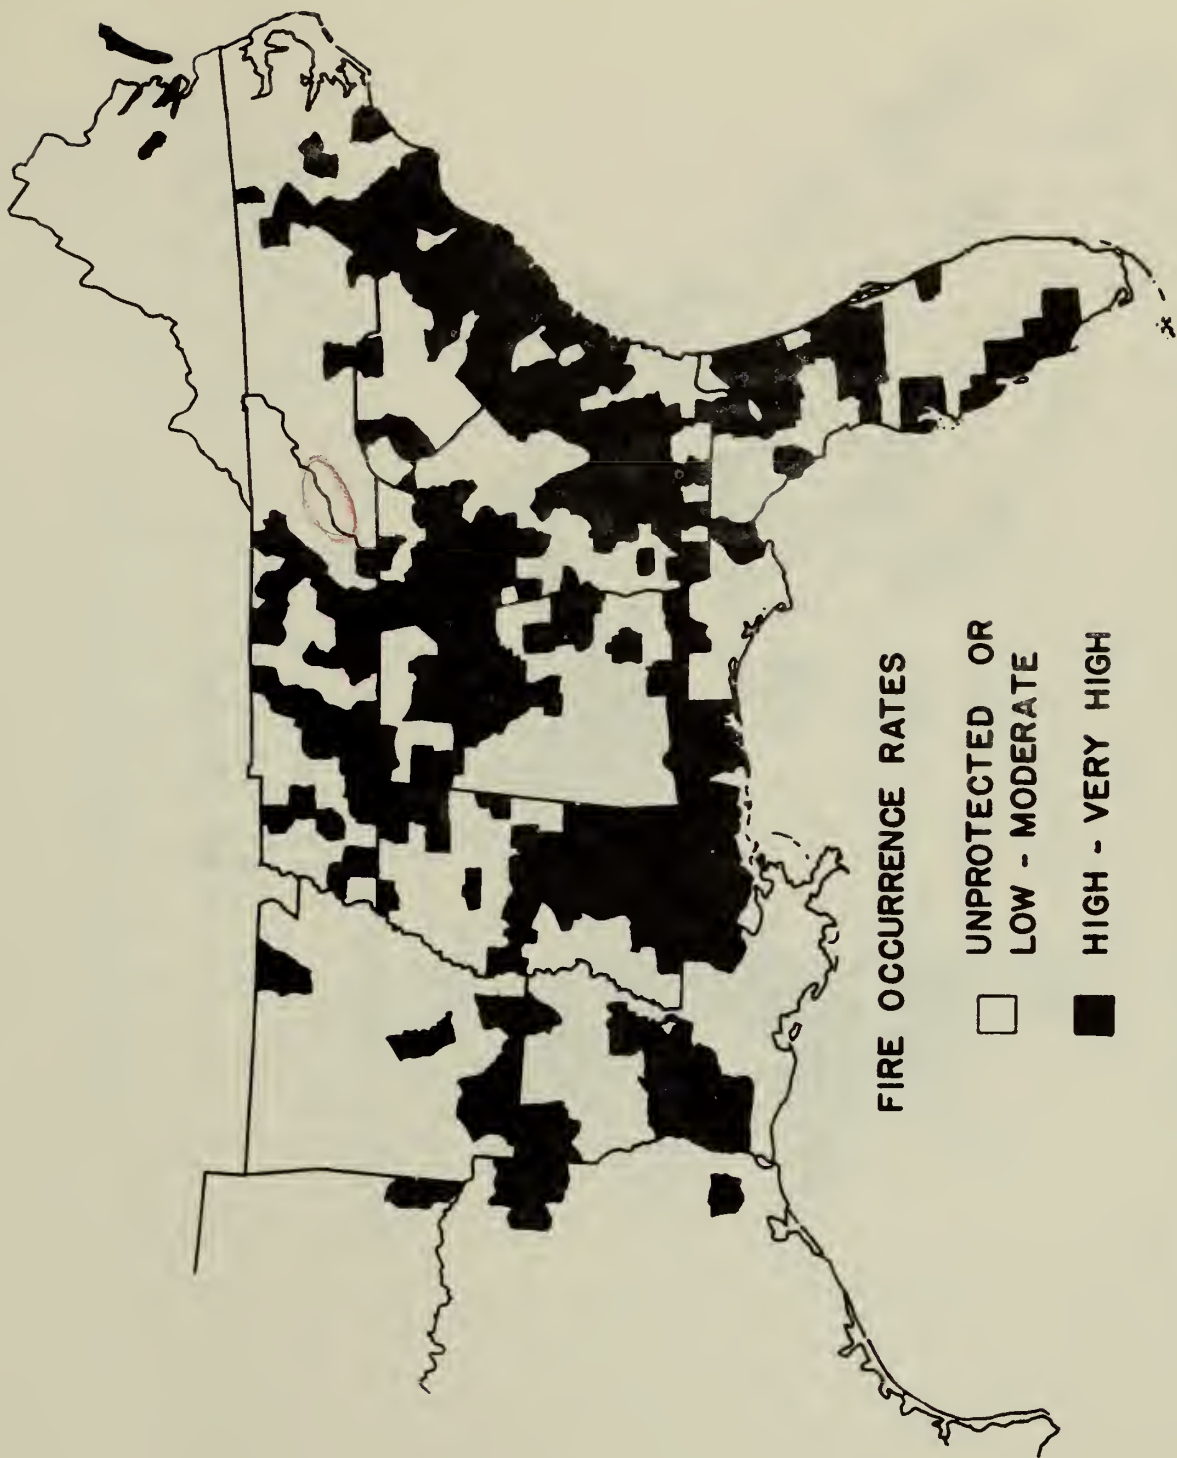 FIRE OCCURRENCE RATES
UNPROTECTED OR
LOW - MODERATE
HIGH - VERY HIGH